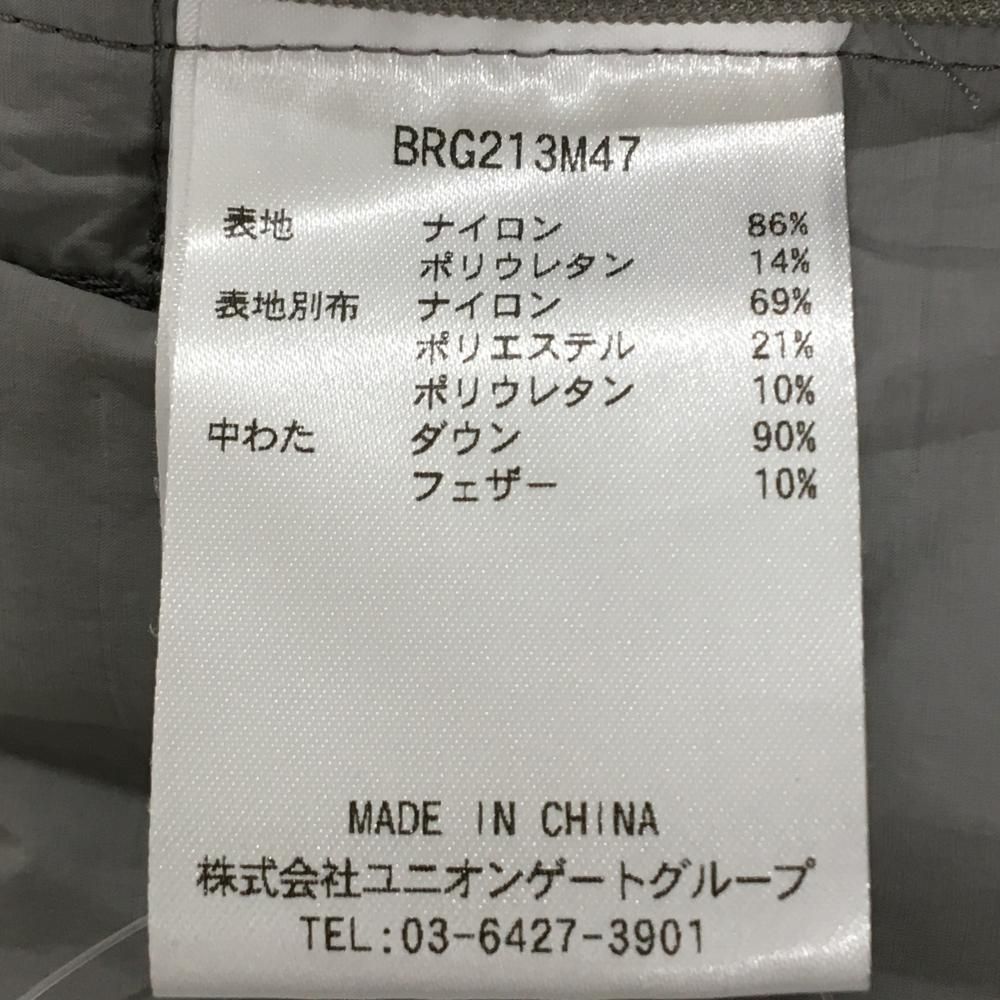 BRG213M47
表地 ナイロン 86%
ポリウレタン 14%
表地別布 ナイロン 69%
ポリエステル 21%
ポリウレタン 10%
中わた ダウン 90%
フェザー 10%
MADE IN CHINA
株式会社ユニオンゲートグループ
TEL:03-6427-3901